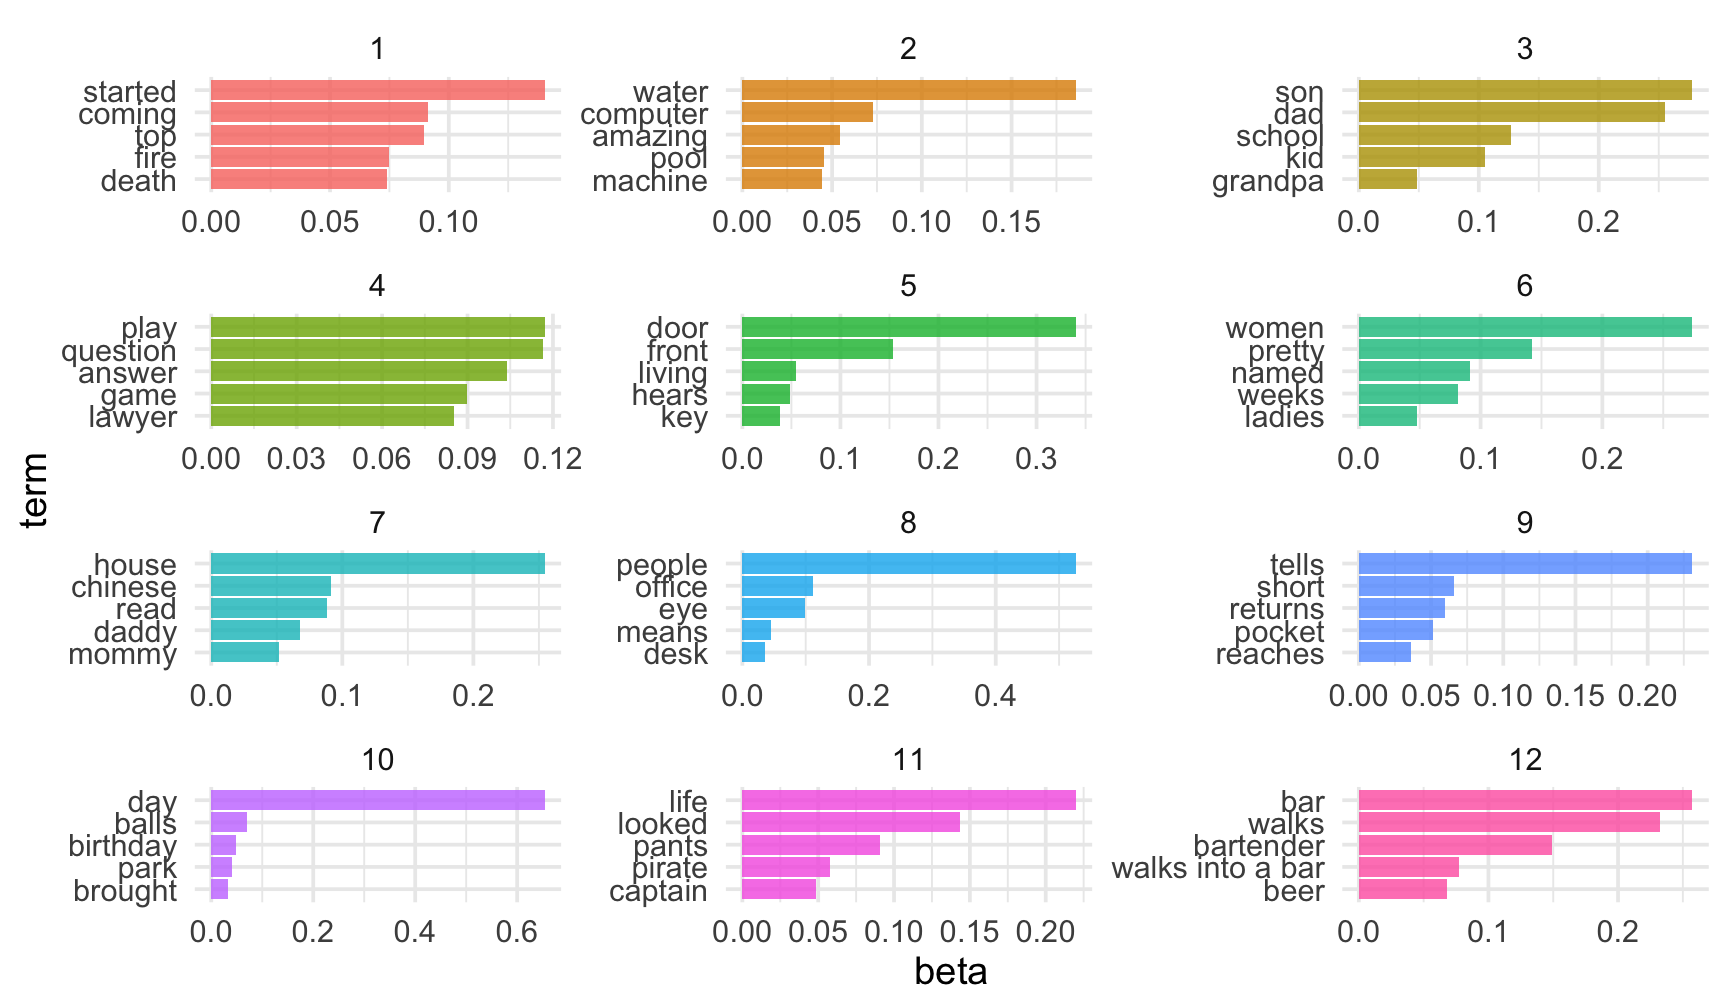 1
started
coming
top
fire
death
0.00 0.05 0.10
2
water
computer
amazing
pool
machine
0.00 0.05 0.10 0.15
3
son
dad
school
kid
grandpa
0.0 0.1 0.2
4
play
question
answer
game
lawyer
0.00 0.03 0.06 0.09 0.12
5
door
front
living
hears
key
0.0 0.1 0.2 0.3
6
women
pretty
named
weeks
ladies
0.0 0.1 0.2
7
house
chinese
read
daddy
mommy
0.0 0.1 0.2
8
people
office
eye
means
desk
0.0 0.2 0.4
9
tells
short
returns
pocket
reaches
0.00 0.05 0.10 0.15 0.20
10
day
balls
birthday
park
brought
0.0 0.2 0.4 0.6
11
life
looked
pants
pirate
captain
0.00 0.05 0.10 0.15 0.20
12
bar
walks
bartender
walks into a bar
beer
0.0 0.1 0.2
term
beta